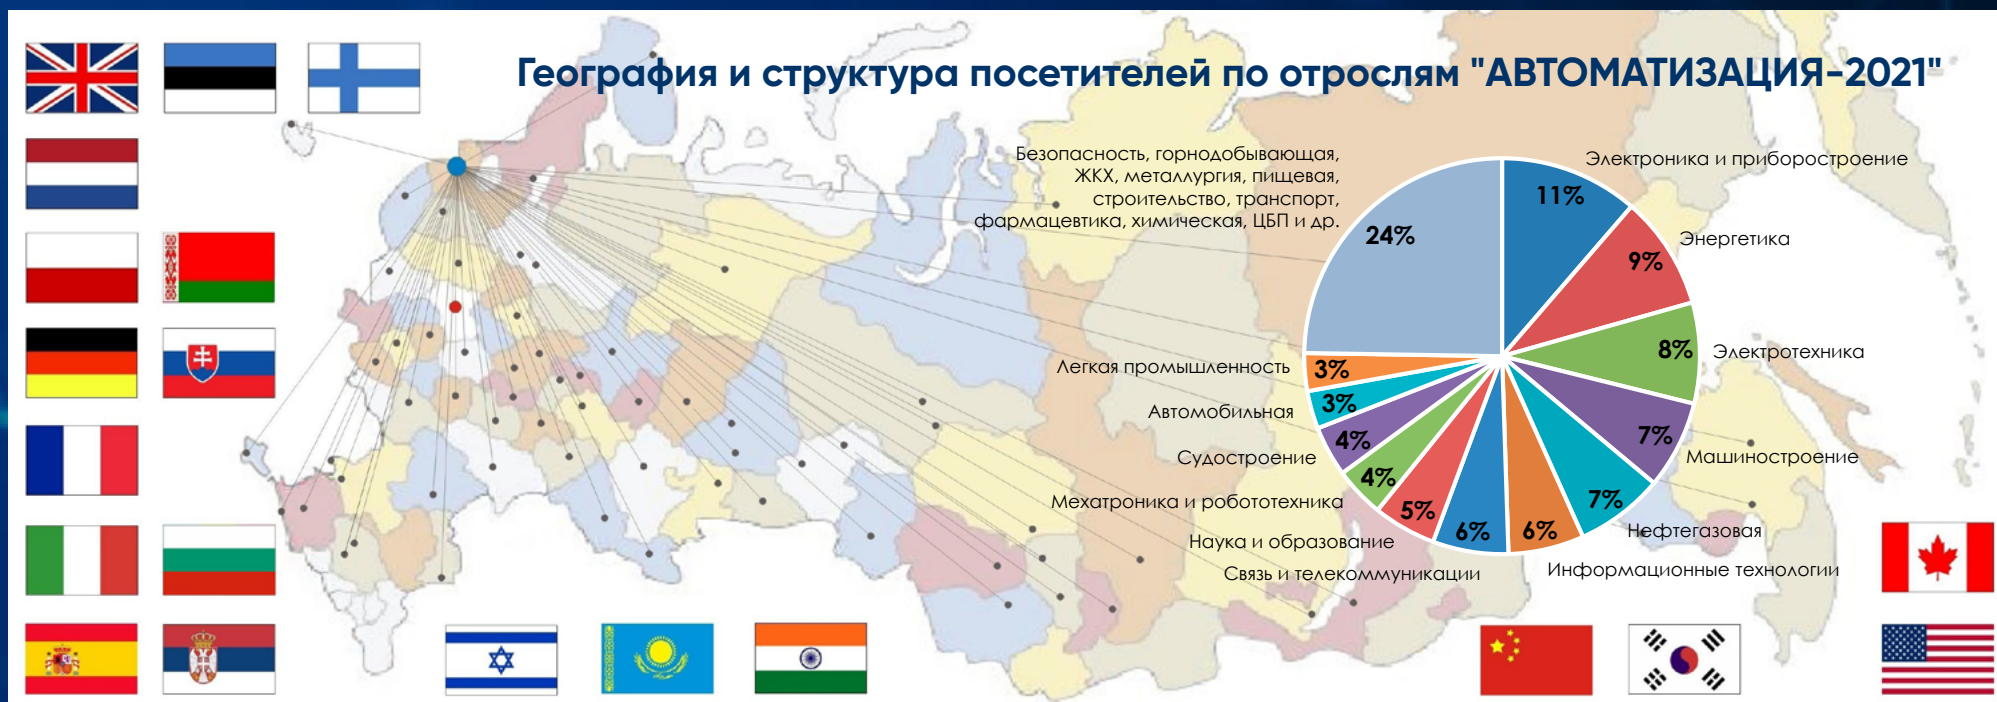 География и структура посетителей по отрослям "АВТОМАТИЗАЦИЯ-2021"
Безопасность, горнодобывающая,
ЖКХ, металлургия, пищевая,
строительство, транспорт,
фармацевтика, химическая, ЦБП и др.
24%
11%
Электроника и приборостроение
9%
Энергетика
8%
Электротехника
7%
Машиностроение
7%
Нефтегазовая
6%
Информационные технологии
6%
Связь и телекоммуникации
5%
Наука и образование
4%
Мехатроника и робототехника
4%
Судостроение
3%
Автомобильная
3%
Легкая промышленность